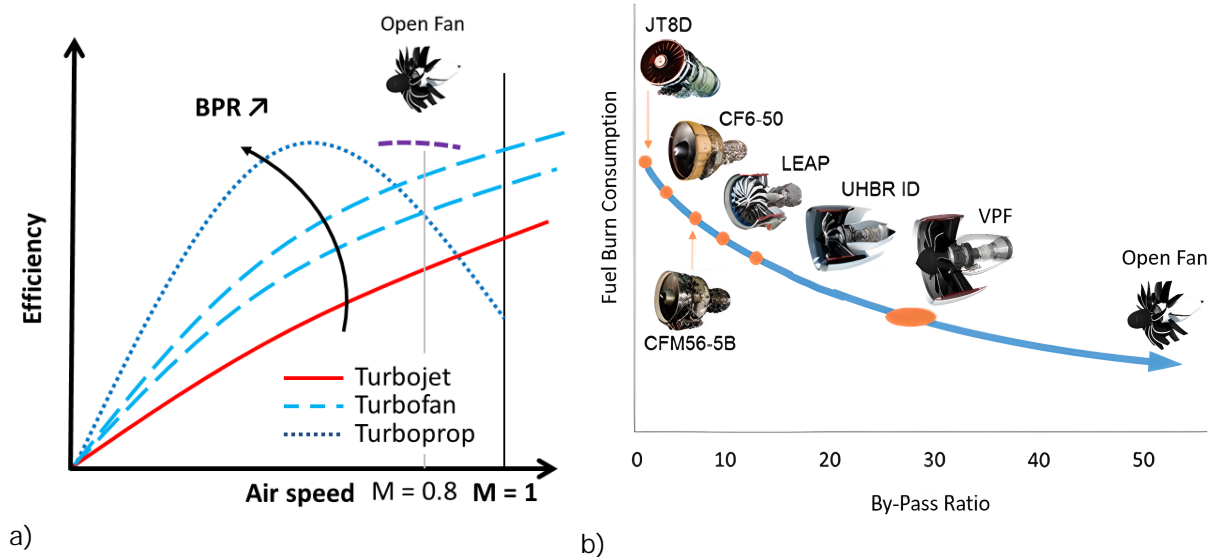 Open Fan
BPR ↗
Efficiency
Turbojet
Turbofan
Turboprop
Air speed M = 0.8 M = 1
a)
JT8D
CF6-50
LEAP
UHBR ID
VPF
Open Fan
CFM56-5B
Fuel Burn Consumption
0 10 20 30 40 50
By-Pass Ratio
b)